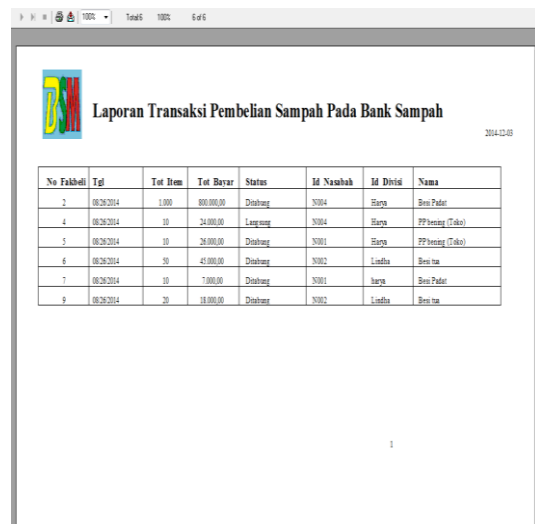 100% Total:6 100% 6 of 6
BSM
Laporan Transaksi Pembelian Sampah Pada Bank Sampah
2014-12-03
No Fakbeli Tgl Tot Item Tot Bayar Status Id Nasabah Id Divisi Nama
2 08/26/2014 1.000 800.000,00 Ditabung N004 Harya Besi Padat
4 08/26/2014 10 24.000,00 Langsung N004 Harya PP bening (Toko)
5 08/26/2014 10 26.000,00 Ditabung N001 Harya PP bening (Toko)
6 08/26/2014 50 45.000,00 Ditabung N002 Lindha Besi tua
7 08/26/2014 10 7.000,00 Ditabung N001 harya Besi Padat
9 08/26/2014 20 18.000,00 Ditabung N002 Lindha Besi tua
1